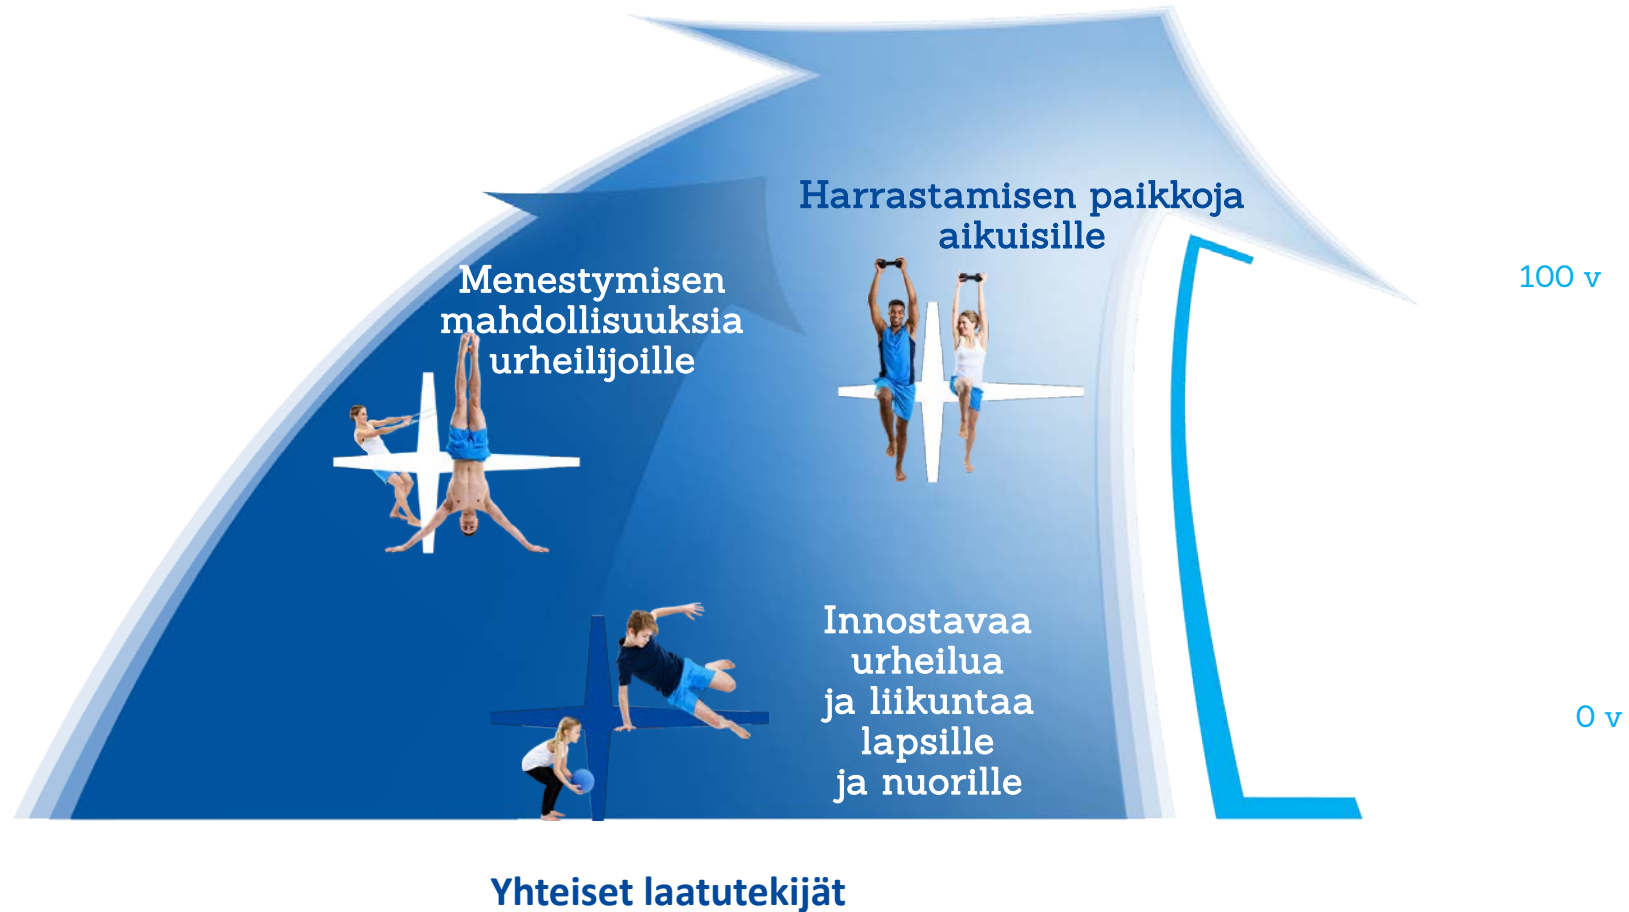 Harrastamisen paikkoja
aikuisille
Menestymisen
mahdollisuuksia
urheilijoille
100 v
Innostavaa
urheilua
ja liikuntaa
lapsille
ja nuorille
0 v
Yhteiset laatutekijät